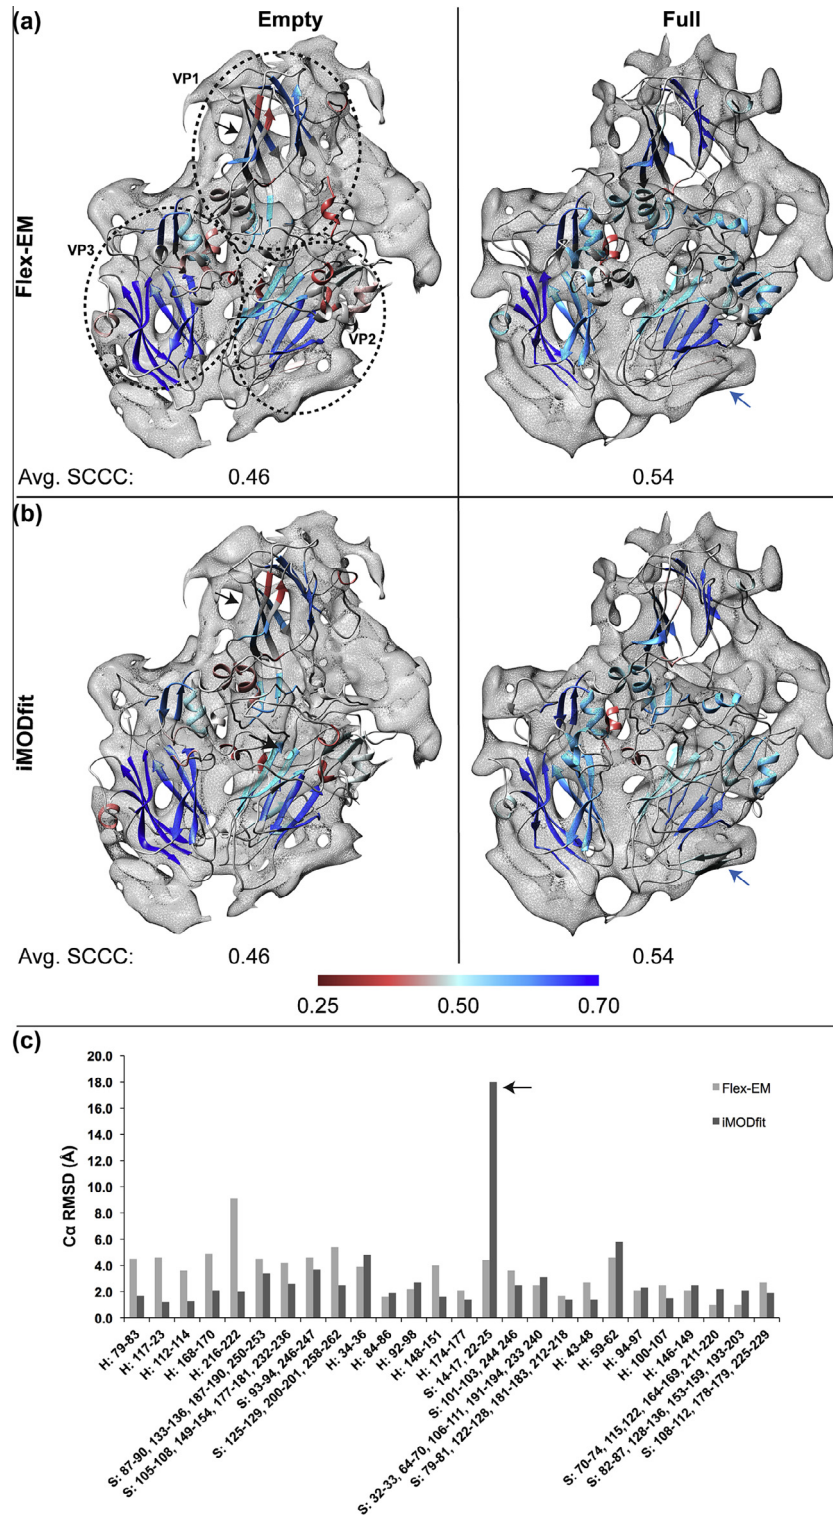 (a)
Empty
Full
Flex-EM
VP1
VP3
VP2
Avg. SCCC: 0.46 0.54
(b)
iMODfit
Avg. SCCC: 0.46 0.54
0.25 0.50 0.70
(c)
Cα RMSD (Å)
20.0
18.0
16.0
14.0
12.0
10.0
8.0
6.0
4.0
2.0
0.0
Flex-EM
iMODfit
H: 79-83
H: 117-23
H: 112-114
H: 168-170
H: 216-222
S: 87-90, 133-136, 187-190, 250-253
S: 105-108, 149-154, 177-181, 232-236
S: 93-94, 246-247
S: 125-129, 200-201, 258-262
H: 34-36
H: 84-86
H: 92-98
H: 148-151
H: 174-177
S: 14-17, 22-25
S: 101-103, 244 246
S: 32-33, 64-70, 106-111, 191-194, 233 240
S: 79-81, 122-128, 181-183, 212-218
H: 43-48
H: 59-62
H: 94-97
H: 100-107
H: 146-149
S: 70-74, 115,122, 164-169, 211-220
S: 82-87, 128-136, 153-159, 193-203
S: 108-112, 178-179, 225-229